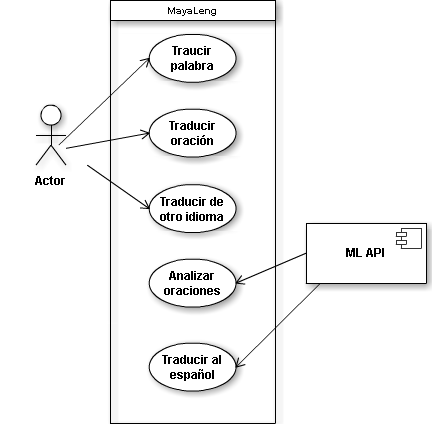 MayaLeng
Traucir
palabra
Traducir
oración
Actor
Traducir de
otro idioma
ML API
Analizar
oraciones
Traducir al
español